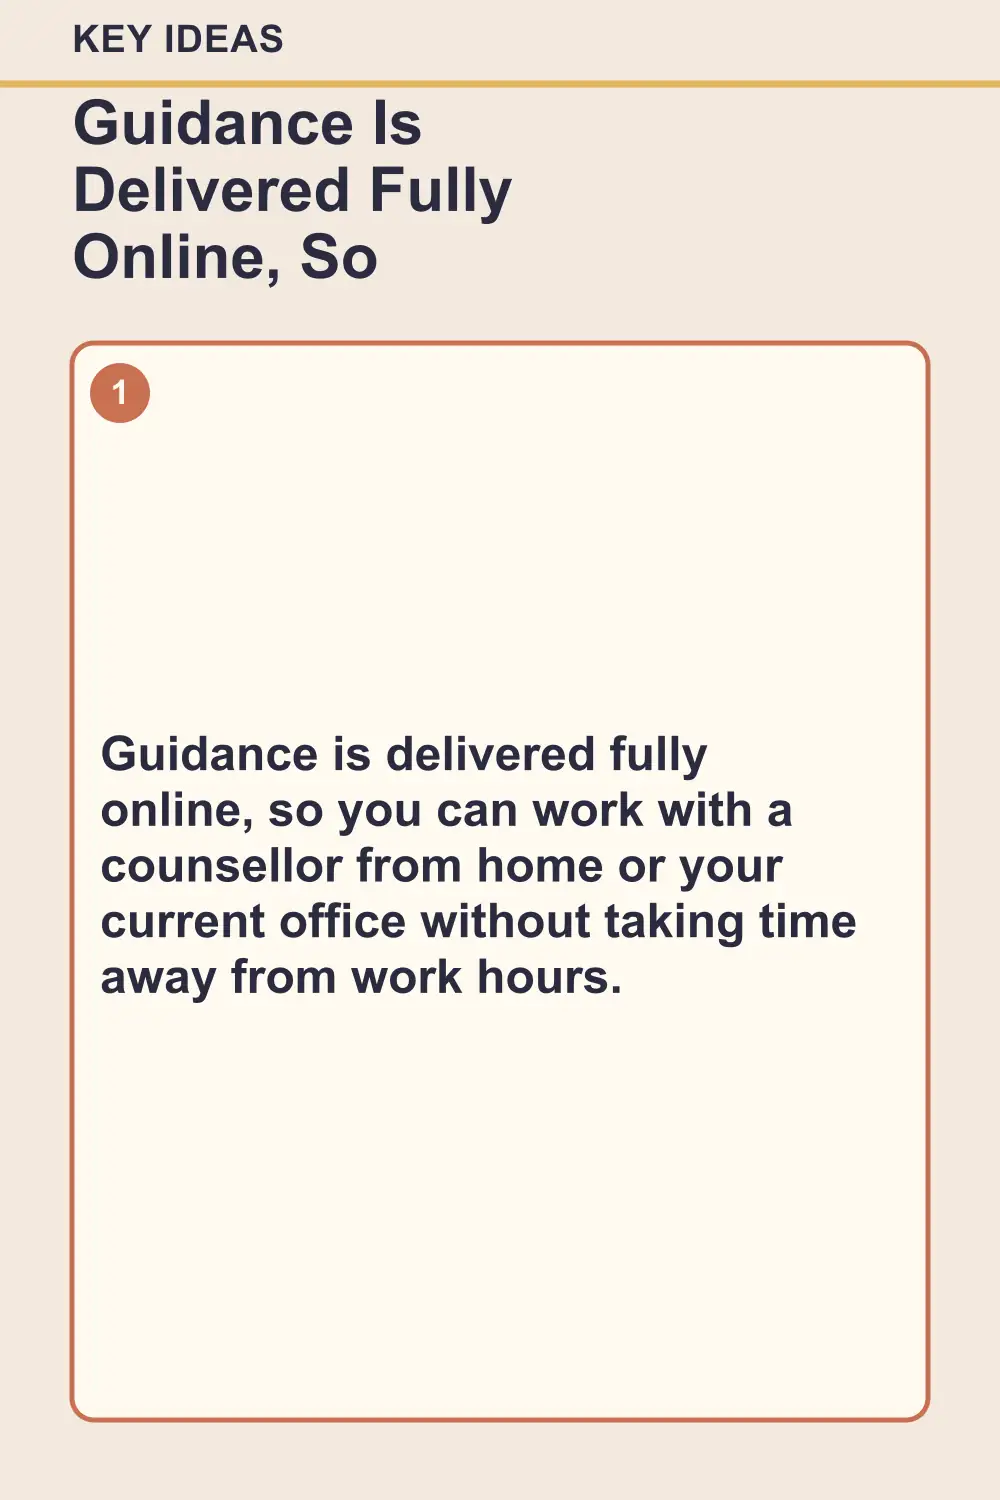 KEY IDEAS
Guidance Is
Delivered Fully
Online, So
1
Guidance is delivered fully
online, so you can work with a
counsellor from home or your
current office without taking time
away from work hours.